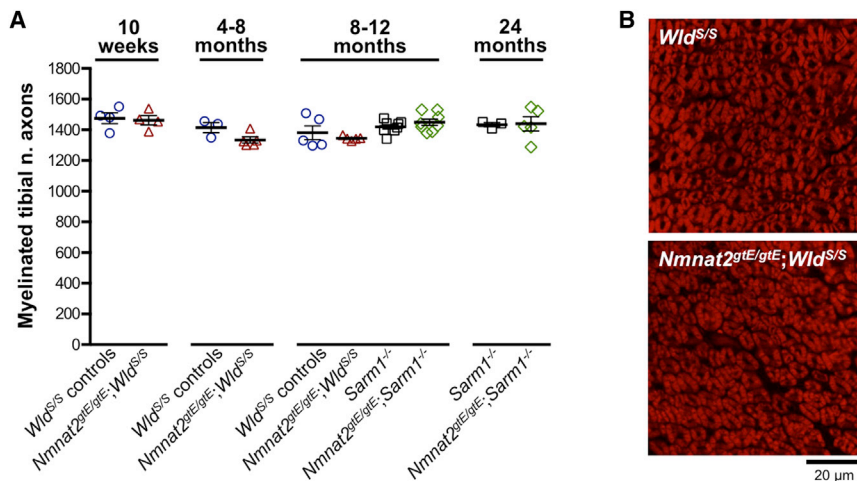 A
10 weeks
4-8 months
8-12 months
24 months
Myelinated tibial n. axons
1800
1600
1400
1200
1000
800
600
400
200
0
Wld^S/S controls
Nmnat2^gtE/gtE;Wld^S/S
Wld^S/S controls
Nmnat2^gtE/gtE;Wld^S/S
Wld^S/S controls
Nmnat2^gtE/gtE;Wld^S/S
Sarm1^-/-
Nmnat2^gtE/gtE;Sarm1^-/-
Sarm1^-/-
Nmnat2^gtE/gtE;Sarm1^-/-
B
Wld^S/S
Nmnat2^gtE/gtE;Wld^S/S
20 µm